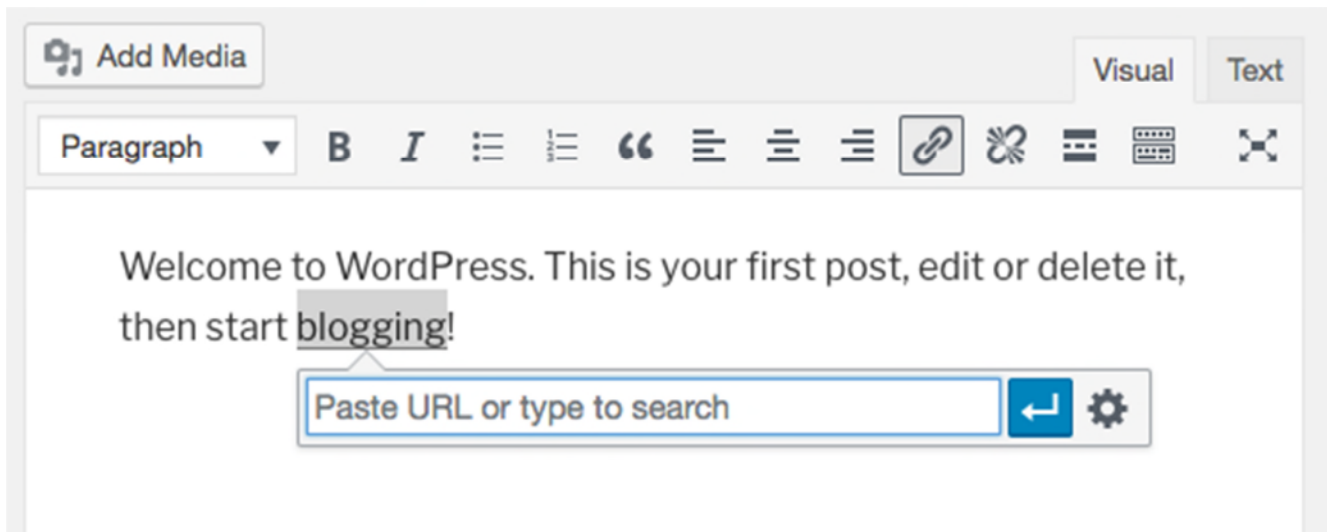 Add Media
Visual
Text
Paragraph
B
I
Welcome to WordPress. This is your first post, edit or delete it,
then start blogging!
Paste URL or type to search